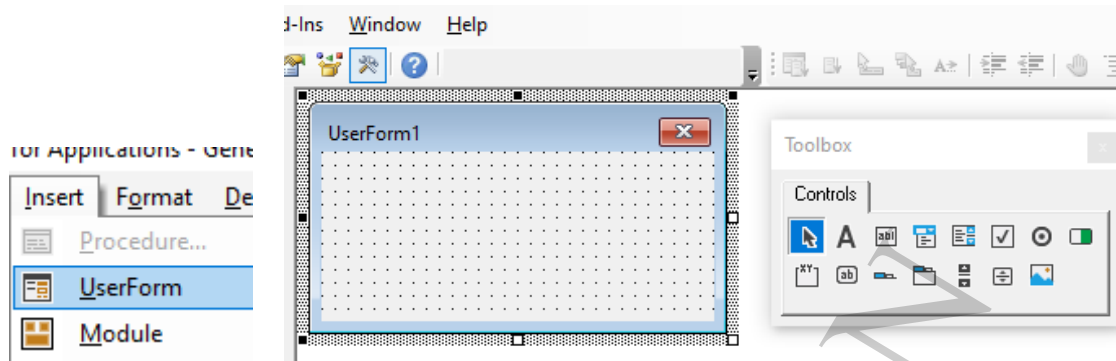 for Applications - Gene
Insert Format De
Procedure...
UserForm
Module
d-Ins Window Help
UserForm1
Toolbox
Controls
A
abl
XY
ab